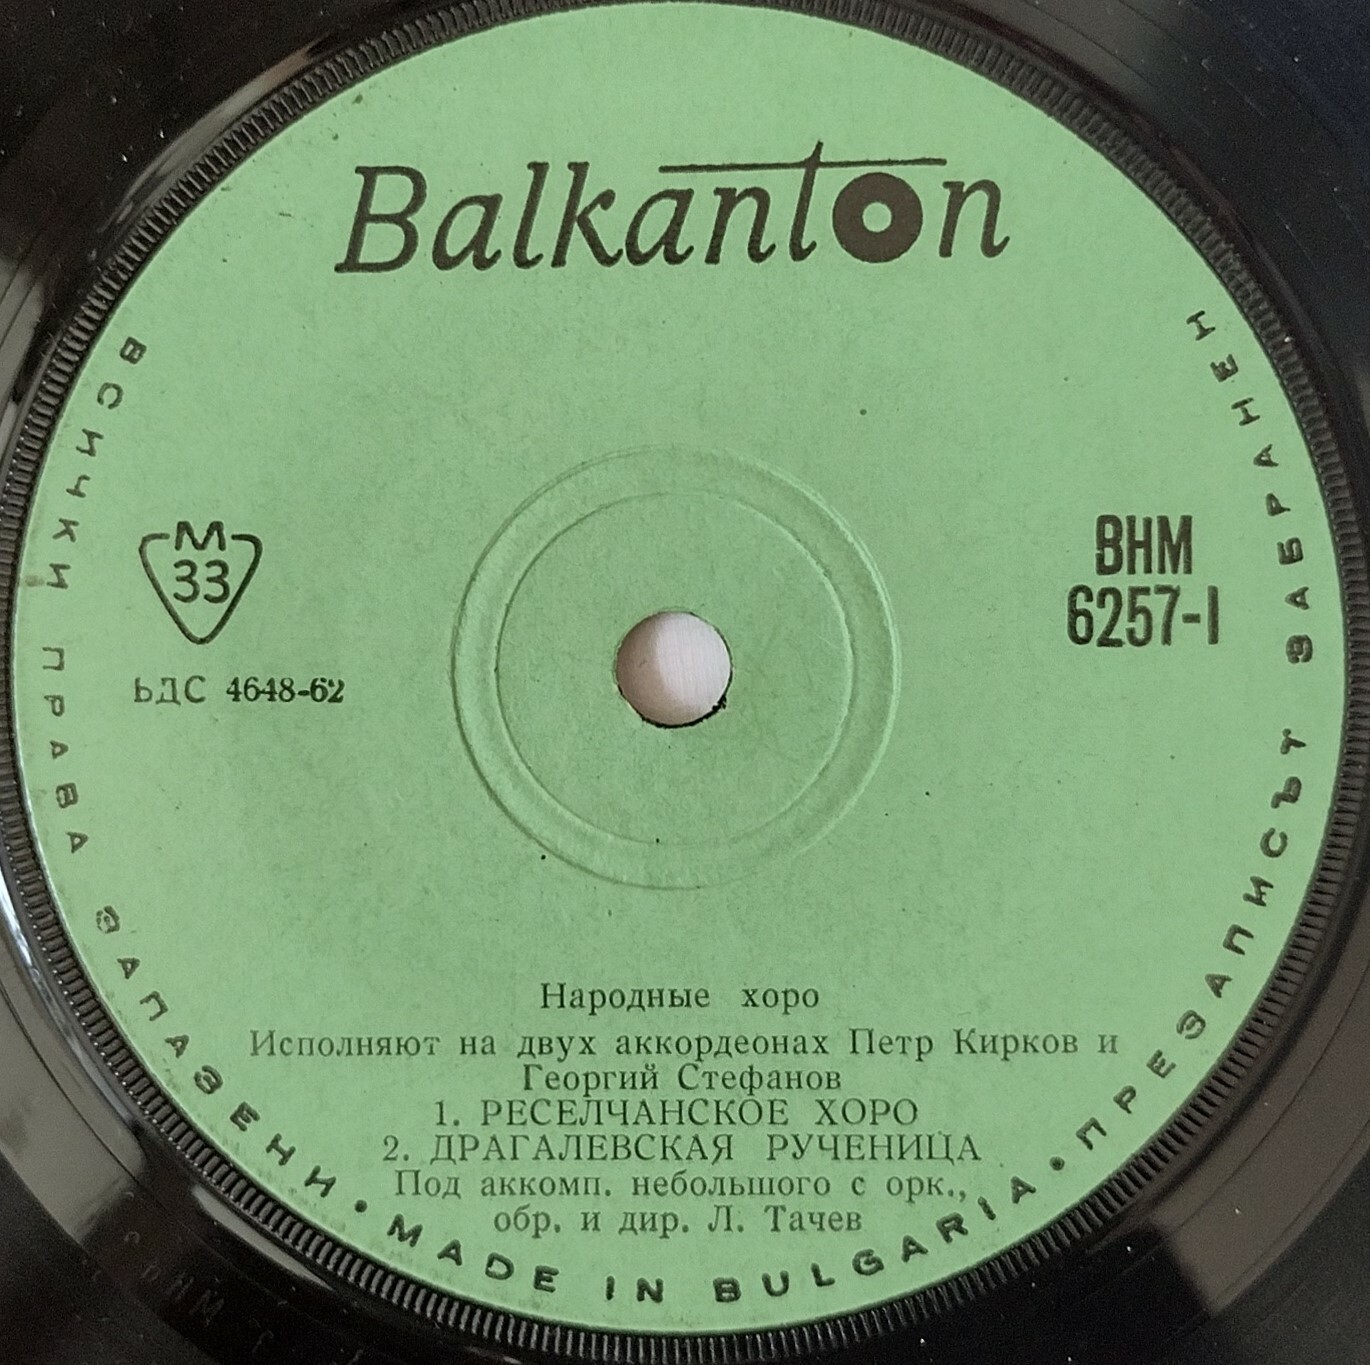 Balkanton
М
33
БДС 4648-62
ВНМ
6257-I
Народные хоро
Исполняют на двух аккордеонах Петр Кирков и
Георгий Стефанов
1. РЕСЕЛЧАНСКОЕ ХОРО
2. ДРАГАЛЕВСКАЯ РУЧЕНИЦА
Под аккомп. небольшого с орк.,
обр. и дир. Л. Тачев
ВСИЧКИ ПРАВА ЗАПАЗЕНИ • MADE IN BULGARIA • ПРЕЗАПИСЪТ ЗАБРАНЕН